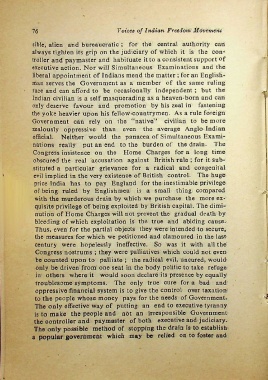 76 Voices of Indian Freedom Movement
sible, alien and bureaucratic ; for the central authority can
always tighten its grip on the judiciary of which it is the con-
troller and paymaster and habituate it to a consistent support of
executive action. Nor will Simultaneous Examinations and the
liberal appointment of Indians mend the matter ; for an English-
man serves the Government as a member of the same ruling
race and can afford to be occasionally independent ; but the
Indian civilian is a self masquerading as a heaven-born and can
only deserve favour and promotion by his zeal in fastening
the yoke heavier upon his fellow-countrymen. As a rule foreign
Government can rely on the "native" civilian to be more
zealously oppressive than even the average Anglo-Indian
official. Neither would the panacea of Simultaneous Exami-
nations really put an end to the burden of the drain. The
Congress insistence on the Home Charges for a long time
obscured the real accusation against British rule ; for it sub-
stituted a particular grievance for a radical and congenital
evil implied in the very existence of British control. The huge
price India has to pay England for the inestimable privilege
of being ruled by Englishmen is a small thing compared
with the murderous drain by which we purchase the more ex-
quisite privilege of being exploited by British capital. The dimi-
nution of Home Charges will not prevent the gradual death by
bleeding of which exploitation is the true and abiding cause.
Thus, even for the partial objects they were intended to secure,
the measures for which we petitioned and clamoured in the last
century were hopelessly ineffective. So was it with all the
Congress nostrums ; they were palliatives which could not even
be counted upon to palliate ; the radical evil, uncured, would
only be driven from one seat in the body politic to take refuge
in others where it would soon declare its presence by equally
troublesome symptoms. The only true cure for a bad and
oppressive financial system is to give the control over taxation
to the people whose money pays for the needs of Government.
The only effective way of putting an end to executive tyranny
is to make the people and not an irresponsible Government
the controller and paymaster of both executive and judiciary.
The only possible method of stopping the drain is to establish
a popular government which may be relied on to foster and